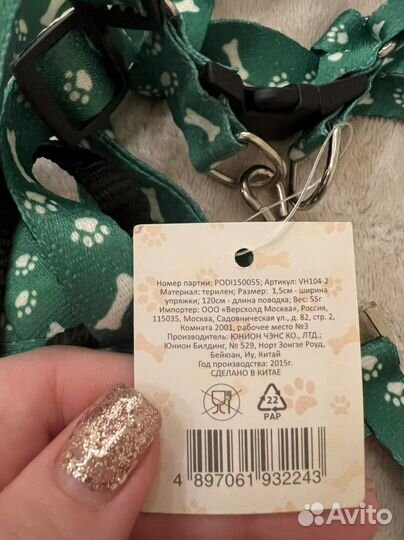 Номер партии: PODI150055; Артикул: VH104-2
Материал: терилен; Размер: 1,5см - ширина
упряжки; 120см - длина поводка; Вес: 55г
Импортер: ООО «Верспход Москва», Россия,
115035, Москва, Садовническая ул., д. 82, стр. 2,
Комната 2001, рабочее место №3
Производитель: ЮНИОН ЧЭНС КО., ЛТД.;
Юнион Билдинг, № 529, Норт Зонгзе Роуд,
Бейюан, Иу, Китай
Год производства: 2015г.
СДЕЛАНО В КИТАЕ
22
PAP
4 897061 932243
Avito